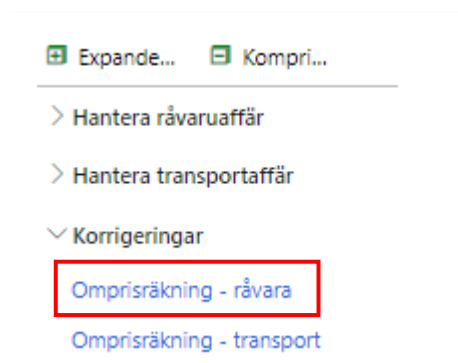 Expande... Kompri...
Hantera råvaruaffär
Hantera transportaffär
Korrigeringar
Omprisräkning - råvara
Omprisräkning - transport